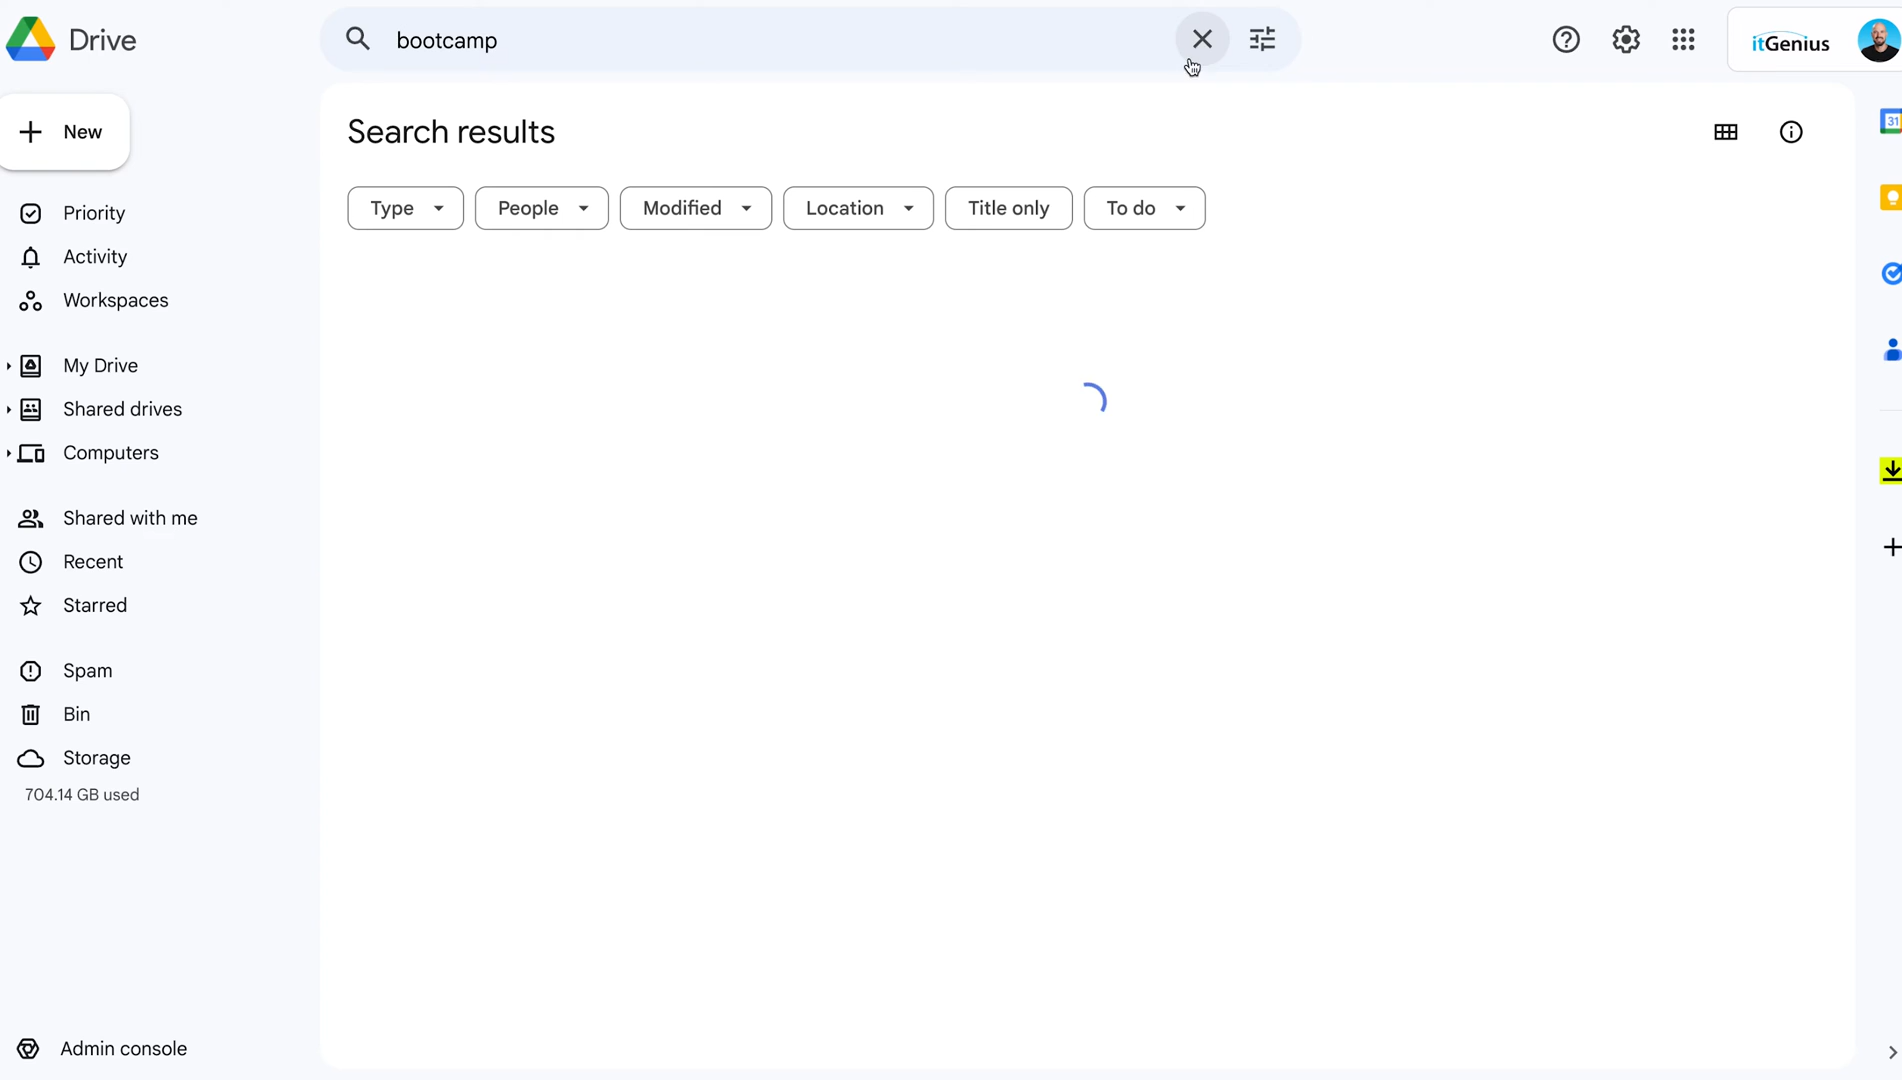 Drive
bootcamp
itGenius
New
Search results
31
Type
People
Modified
Location
Title only
To do
Priority
Activity
Workspaces
My Drive
Shared drives
Computers
Shared with me
Recent
Starred
Spam
Bin
Storage
704.14 GB used
Admin console